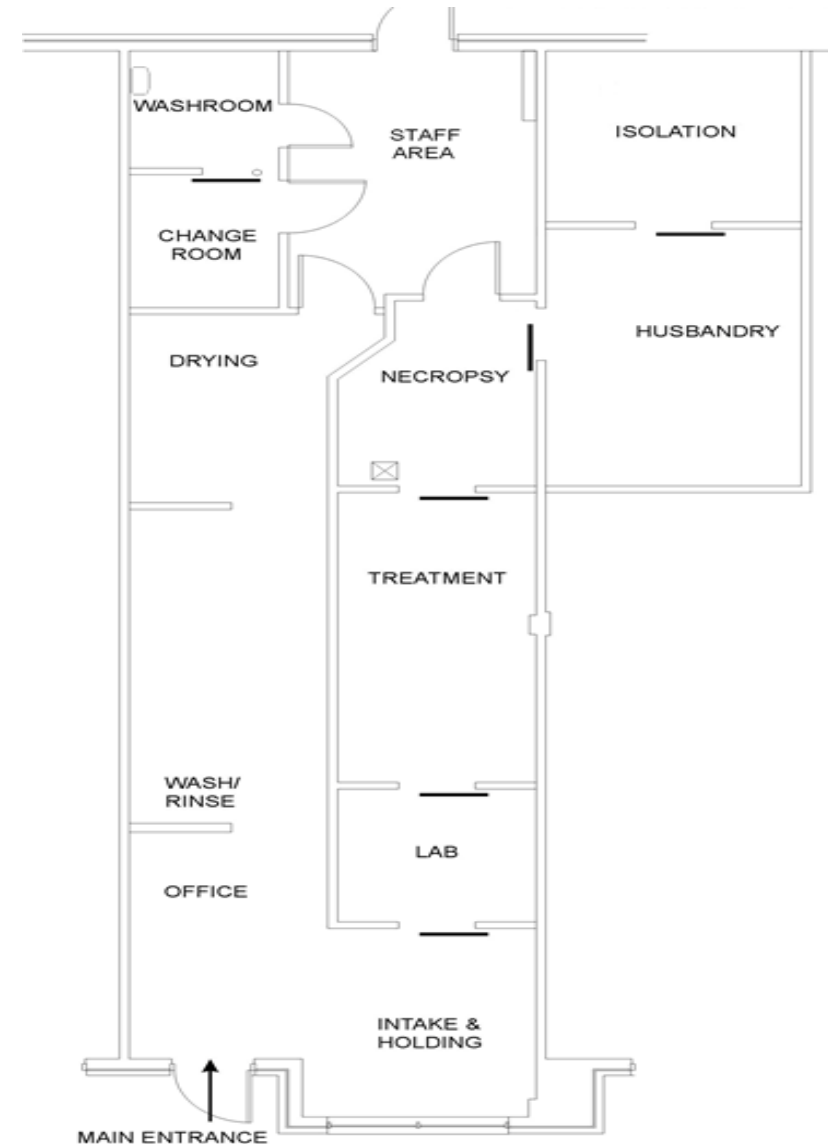 WASHROOM
STAFF
AREA
ISOLATION
CHANGE
ROOM
HUSBANDRY
DRYING
NECROPSY
TREATMENT
WASH/
RINSE
LAB
OFFICE
INTAKE &
HOLDING
MAIN ENTRANCE